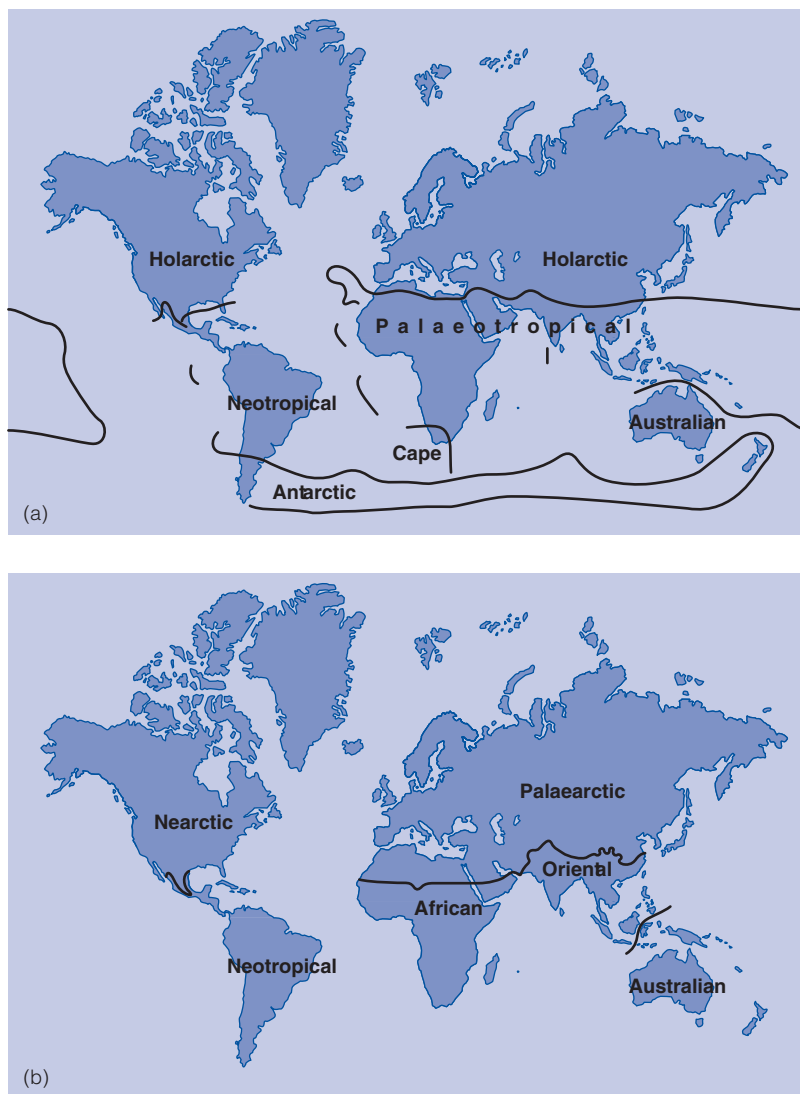 Holarctic
Holarctic
Palaeotropical
l
Neotropical
Australian
Cape
Antarctic
(a)
Palaearctic
Nearctic
Oriental
African
Neotropical
Australian
(b)